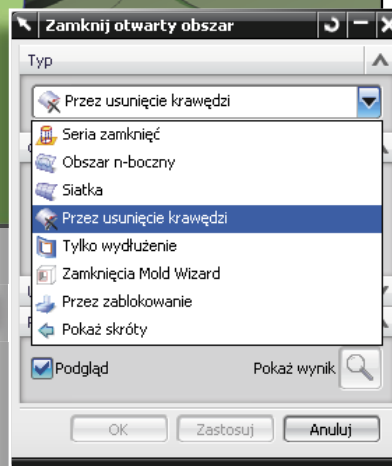 Zamknij otwarty obszar
Typ
Przez usunięcie krawędzi
Seria zamknięć
Obszar n-boczny
Siatka
Przez usunięcie krawędzi
Tylko wydłużenie
Zamknięcia Mold Wizard
Przez zablokowanie
Pokaż skróty
Podgląd Pokaż wynik
OK Zastosuj Anuluj